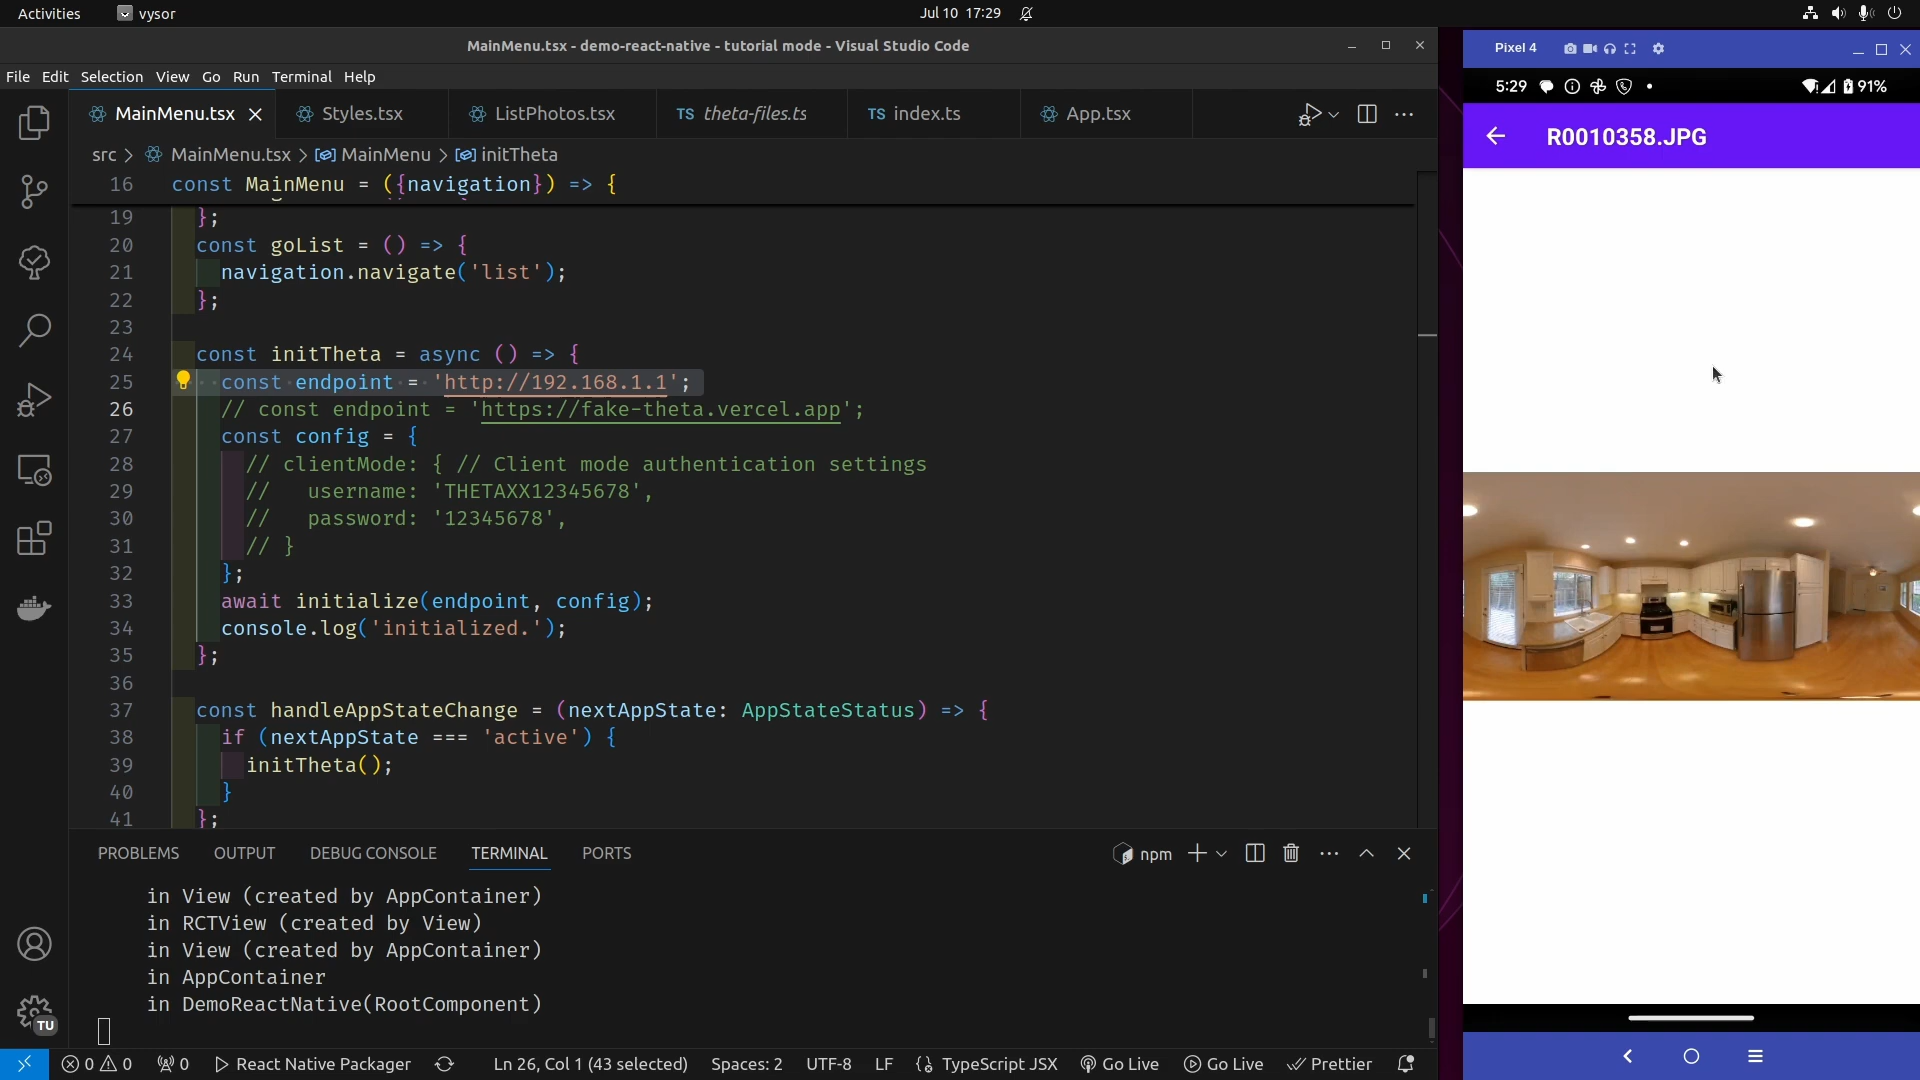 Activities
vysor
Jul 10 17:29
MainMenu.tsx - demo-react-native - tutorial mode - Visual Studio Code
File Edit Selection View Go Run Terminal Help
MainMenu.tsx
Styles.tsx
ListPhotos.tsx
TS theta-files.ts
TS index.ts
App.tsx
src > MainMenu.tsx > MainMenu > initTheta
16 const MainMenu = ({navigation}) => {
19 };
20 const goList = () => {
21 navigation.navigate('list');
22 };
23
24 const initTheta = async () => {
25 const endpoint = 'http://192.168.1.1';
26 // const endpoint = 'https://fake-theta.vercel.app';
27 const config = {
28 // clientMode: { // Client mode authentication settings
29 // username: 'THETAXX12345678',
30 // password: '12345678',
31 // }
32 };
33 await initialize(endpoint, config);
34 console.log('initialized.');
35 };
36
37 const handleAppStateChange = (nextAppState: AppStateStatus) => {
38 if (nextAppState === 'active') {
39 initTheta();
40 }
41 };
PROBLEMS OUTPUT DEBUG CONSOLE TERMINAL PORTS
npm
in View (created by AppContainer)
in RCTView (created by View)
in View (created by AppContainer)
in AppContainer
in DemoReactNative(RootComponent)
TU
0 0 0 React Native Packager Ln 26, Col 1 (43 selected) Spaces: 2 UTF-8 LF TypeScript JSX Go Live Go Live Prettier
Pixel 4
5:29
91%
R0010358.JPG